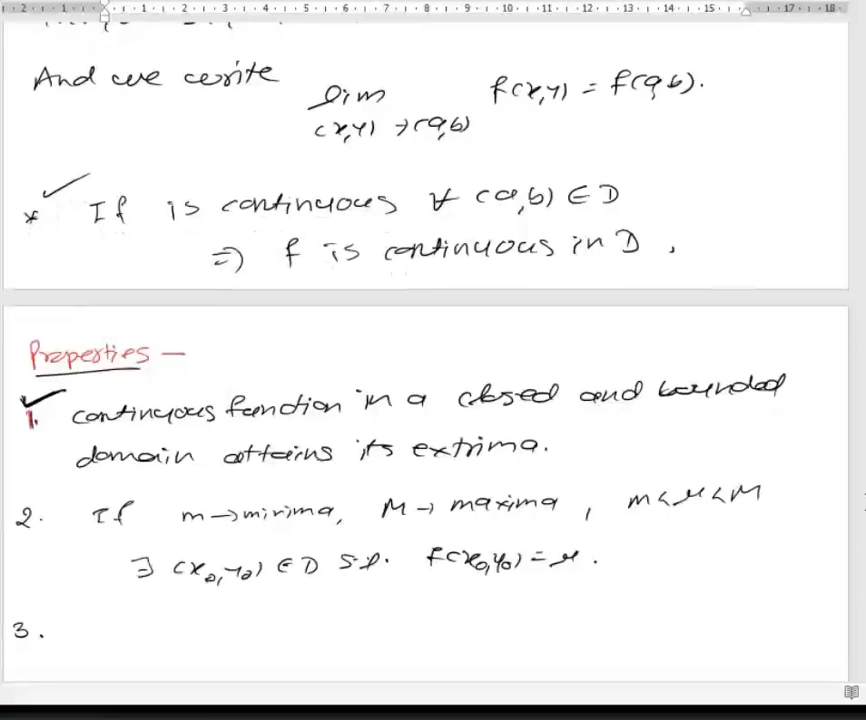 And we write
lim f(x,y) = f(a,b).
(x,y) → (a,b)
* If is continuous ∀ (a,b) ∈ D
⇒ f is continuous in D.
Properties —
1. continuous function in a closed and bounded
domain attains its extrima.
2. If m → minima, M → maxima, m < μ < M
∃ (x₀,y₀) ∈ D s.t. f(x₀,y₀) = μ.
3.